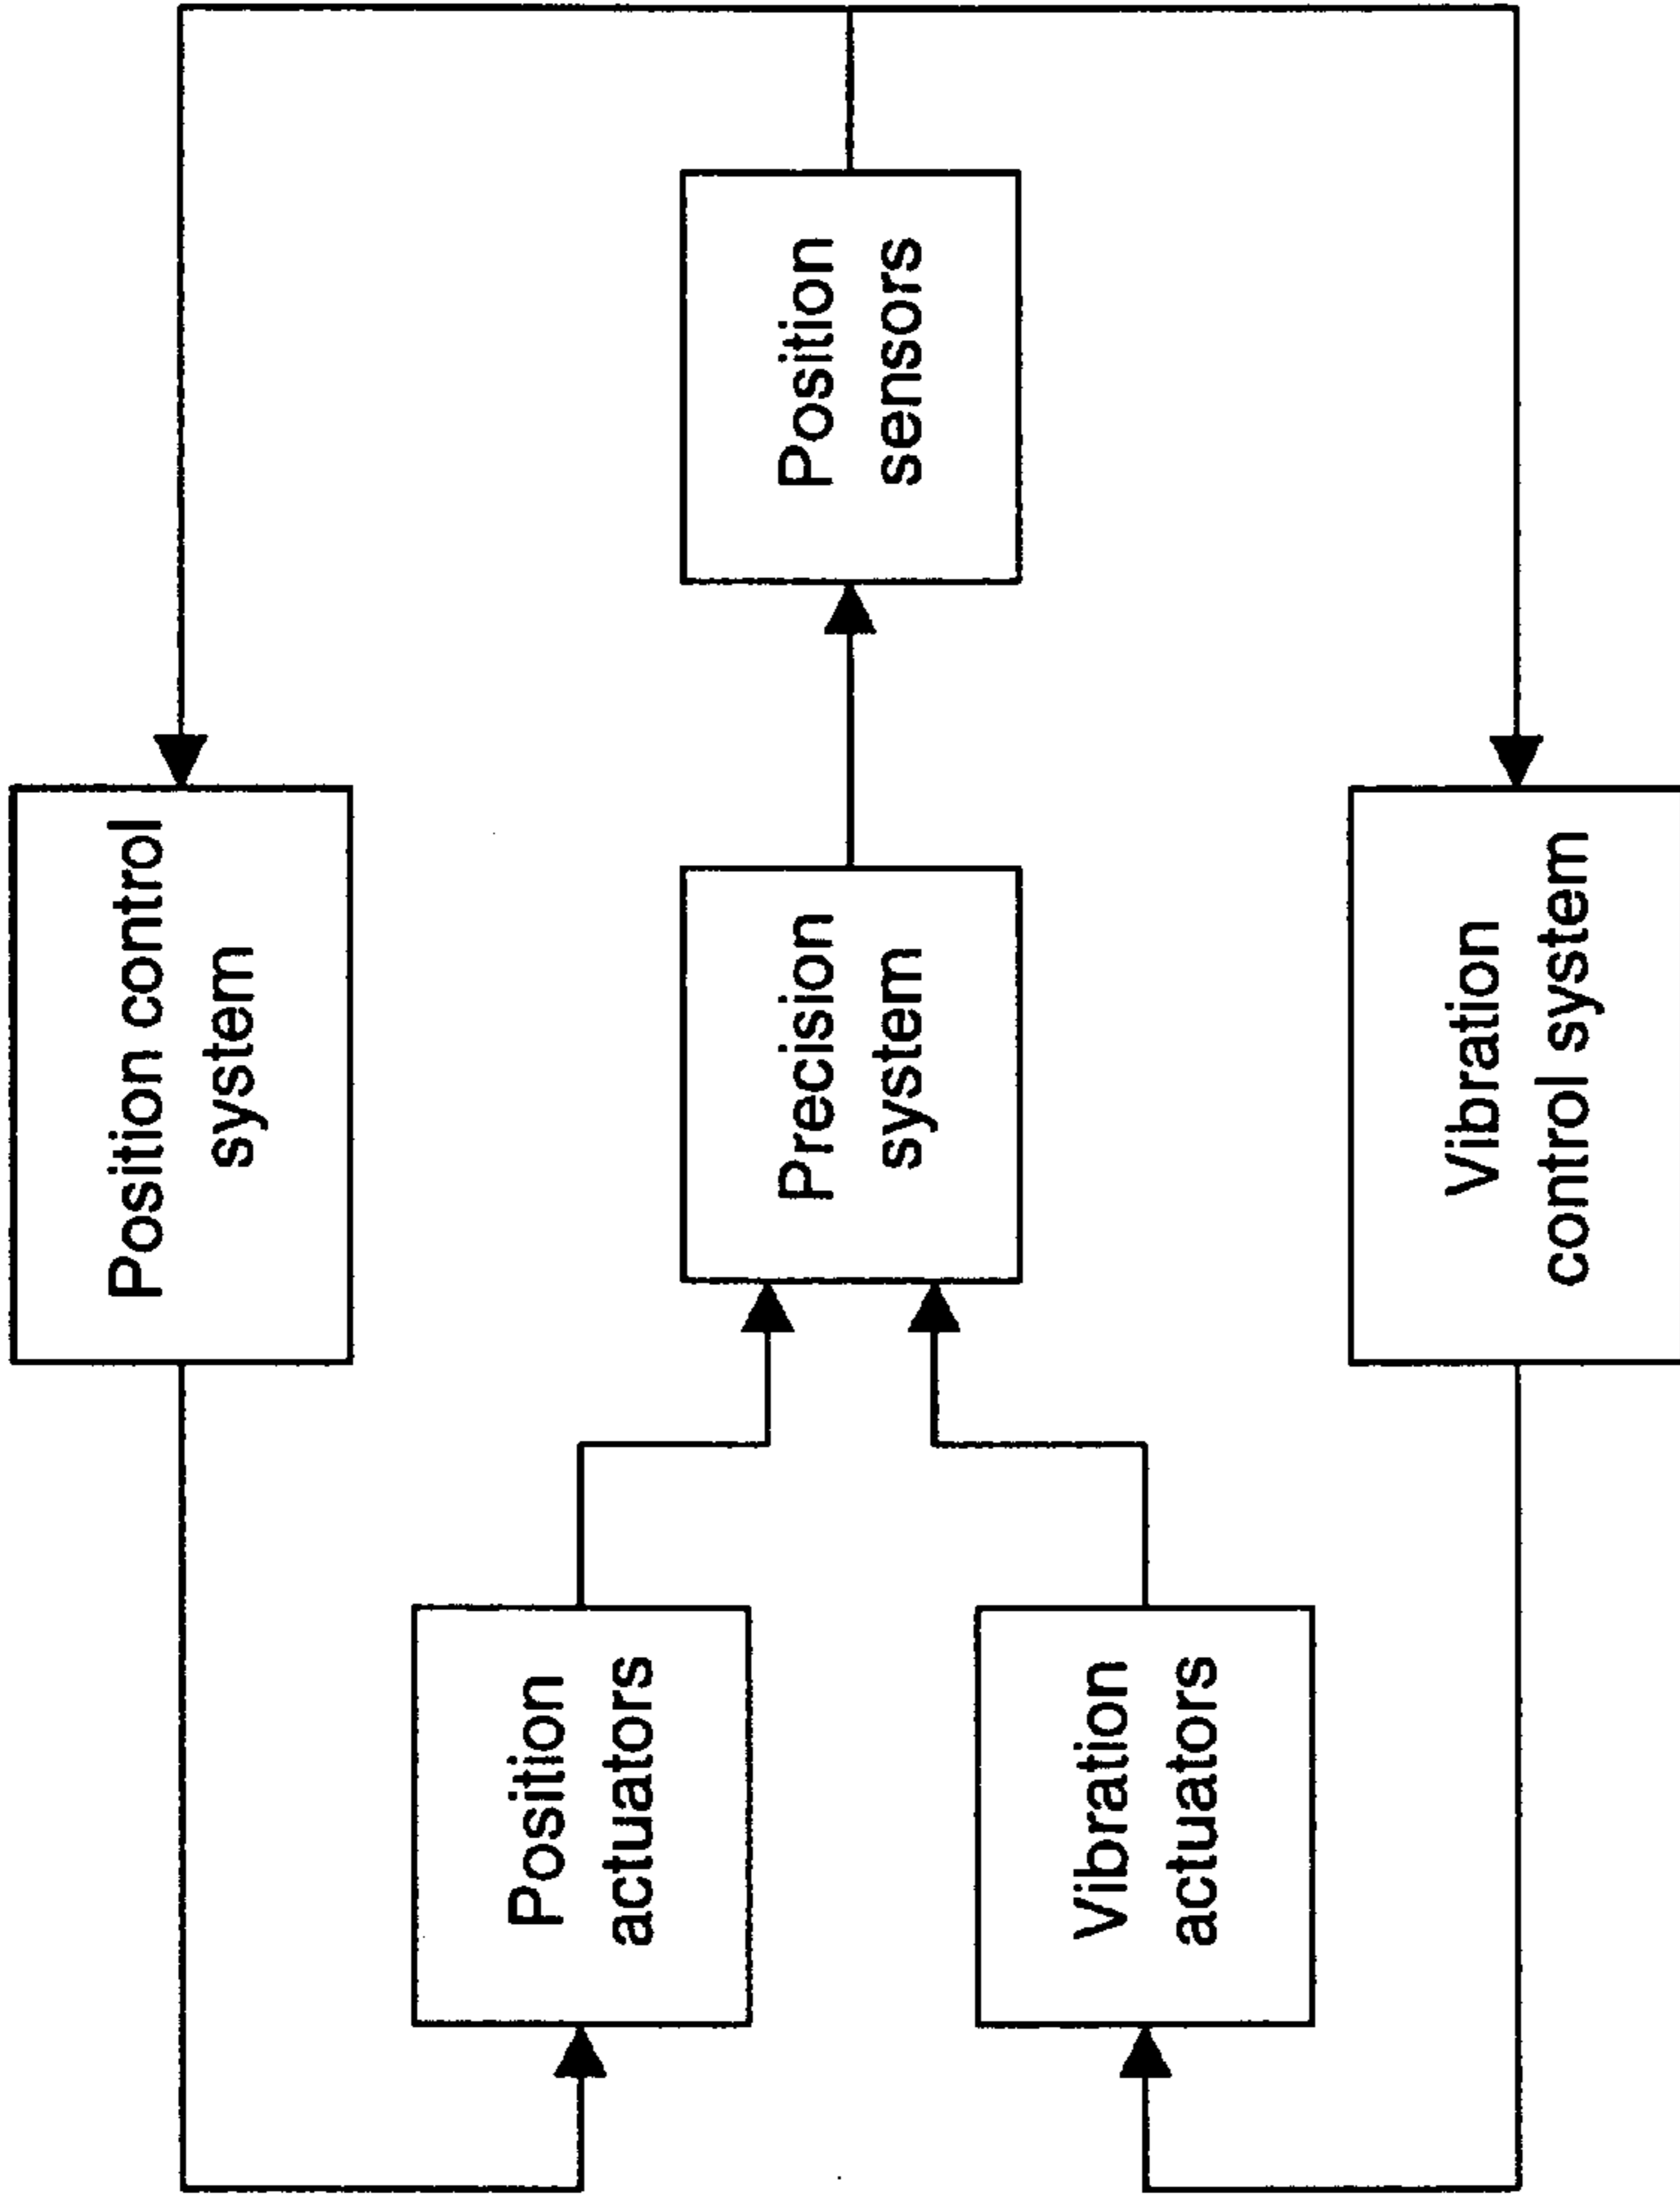 Position control
system
Position
actuators
Precision
system
Position
sensors
Vibration
actuators
Vibration
control system